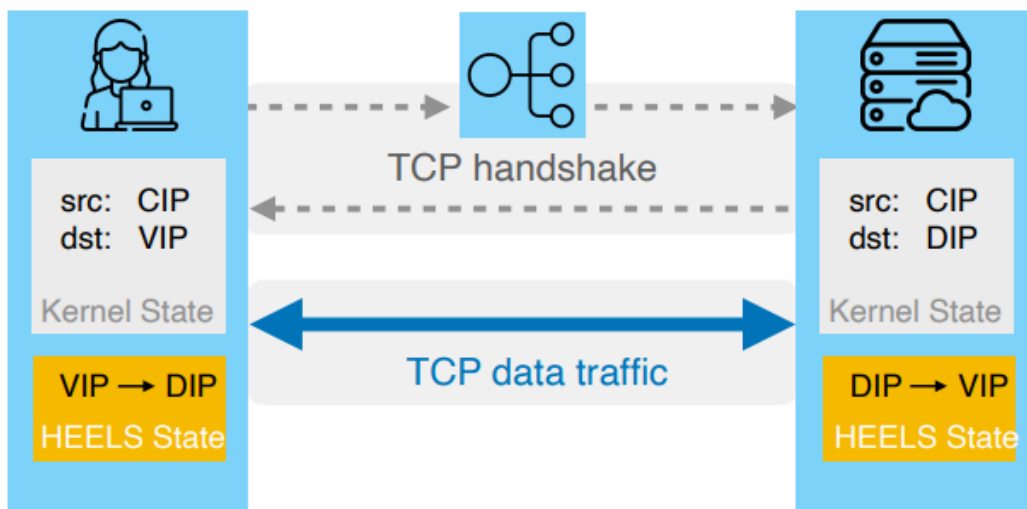 TCP handshake
src: CIP
dst: VIP
Kernel State
VIP → DIP
HEELS State
TCP data traffic
src: CIP
dst: DIP
Kernel State
DIP → VIP
HEELS State